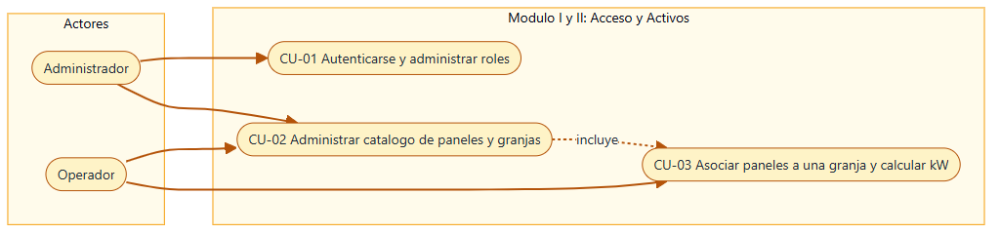 Actores
Administrador
Operador
Modulo I y II: Acceso y Activos
CU-01 Autenticarse y administrar roles
CU-02 Administrar catalogo de paneles y granjas
incluye
CU-03 Asociar paneles a una granja y calcular kW